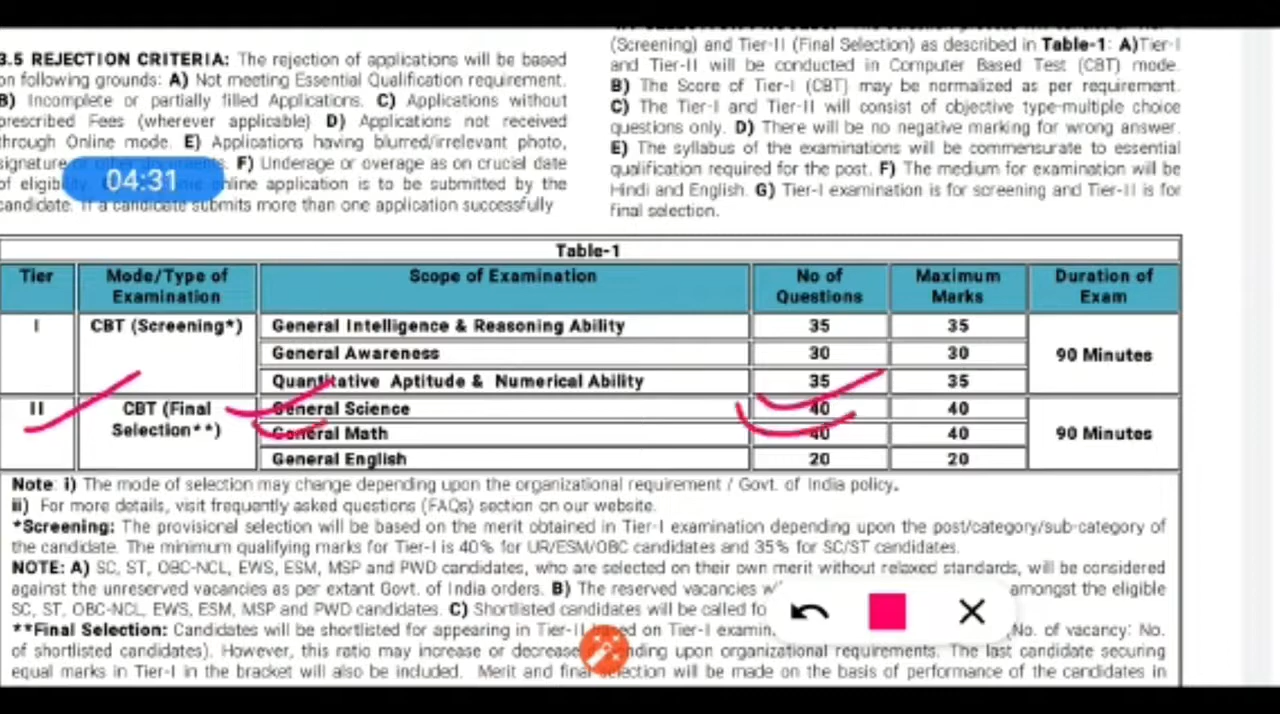 3.5 REJECTION CRITERIA: The rejection of applications will be based
on following grounds: A) Not meeting Essential Qualification requirement.
B) Incomplete or partially filled Applications. C) Applications without
prescribed Fees (wherever applicable) D) Applications not received
through Online mode. E) Applications having blurred/irrelevant photo,
signature or other documents. F) Underage or overage as on crucial date
of eligib online application is to be submitted by the
candidate. If a candidate submits more than one application successfully
04:31
(Screening) and Tier-II (Final Selection) as described in Table-1: A)Tier-I
and Tier-II will be conducted in Computer Based Test (CBT) mode.
B) The Score of Tier-I (CBT) may be normalized as per requirement.
C) The Tier-I and Tier-II will consist of objective type-multiple choice
questions only. D) There will be no negative marking for wrong answer.
E) The syllabus of the examinations will be commensurate to essential
qualification required for the post. F) The medium for examination will be
Hindi and English. G) Tier-I examination is for screening and Tier-II is for
final selection.
Table-1
Tier Mode/Type of Examination Scope of Examination No of Questions Maximum Marks Duration of Exam
I CBT (Screening*) General Intelligence & Reasoning Ability 35 35 90 Minutes
General Awareness 30 30
Quantitative Aptitude & Numerical Ability 35 35
II CBT (Final Selection**) General Science 40 40 90 Minutes
General Math 40 40
General English 20 20
Note: i) The mode of selection may change depending upon the organizational requirement / Govt. of India policy.
ii) For more details, visit frequently asked questions (FAQs) section on our website.
*Screening: The provisional selection will be based on the merit obtained in Tier-I examination depending upon the post/category/sub-category of
the candidate. The minimum qualifying marks for Tier-I is 40% for UR/ESM/OBC candidates and 35% for SC/ST candidates.
NOTE: A) SC, ST, OBC-NCL, EWS, ESM, MSP and PWD candidates, who are selected on their own merit without relaxed standards, will be considered
against the unreserved vacancies as per extant Govt. of India orders. B) The reserved vacancies w amongst the eligible
SC, ST, OBC-NCL, EWS, ESM, MSP and PWD candidates. C) Shortlisted candidates will be called fo
**Final Selection: Candidates will be shortlisted for appearing in Tier-II based on Tier-I examin (No. of vacancy: No.
of shortlisted candidates). However, this ratio may increase or decrease nding upon organizational requirements. The last candidate securing
equal marks in Tier-I in the bracket will also be included. Merit and final selection will be made on the basis of performance of the candidates in